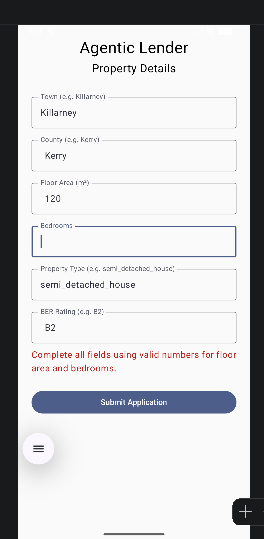 Agentic Lender
Property Details
Town (e.g. Killarney)
Killarney
County (e.g. Kerry)
Kerry
Floor Area (m²)
120
Bedrooms
Property Type (e.g. semi_detached_house)
semi_detached_house
BER Rating (e.g. B2)
B2
Complete all fields using valid numbers for floor
area and bedrooms.
Submit Application